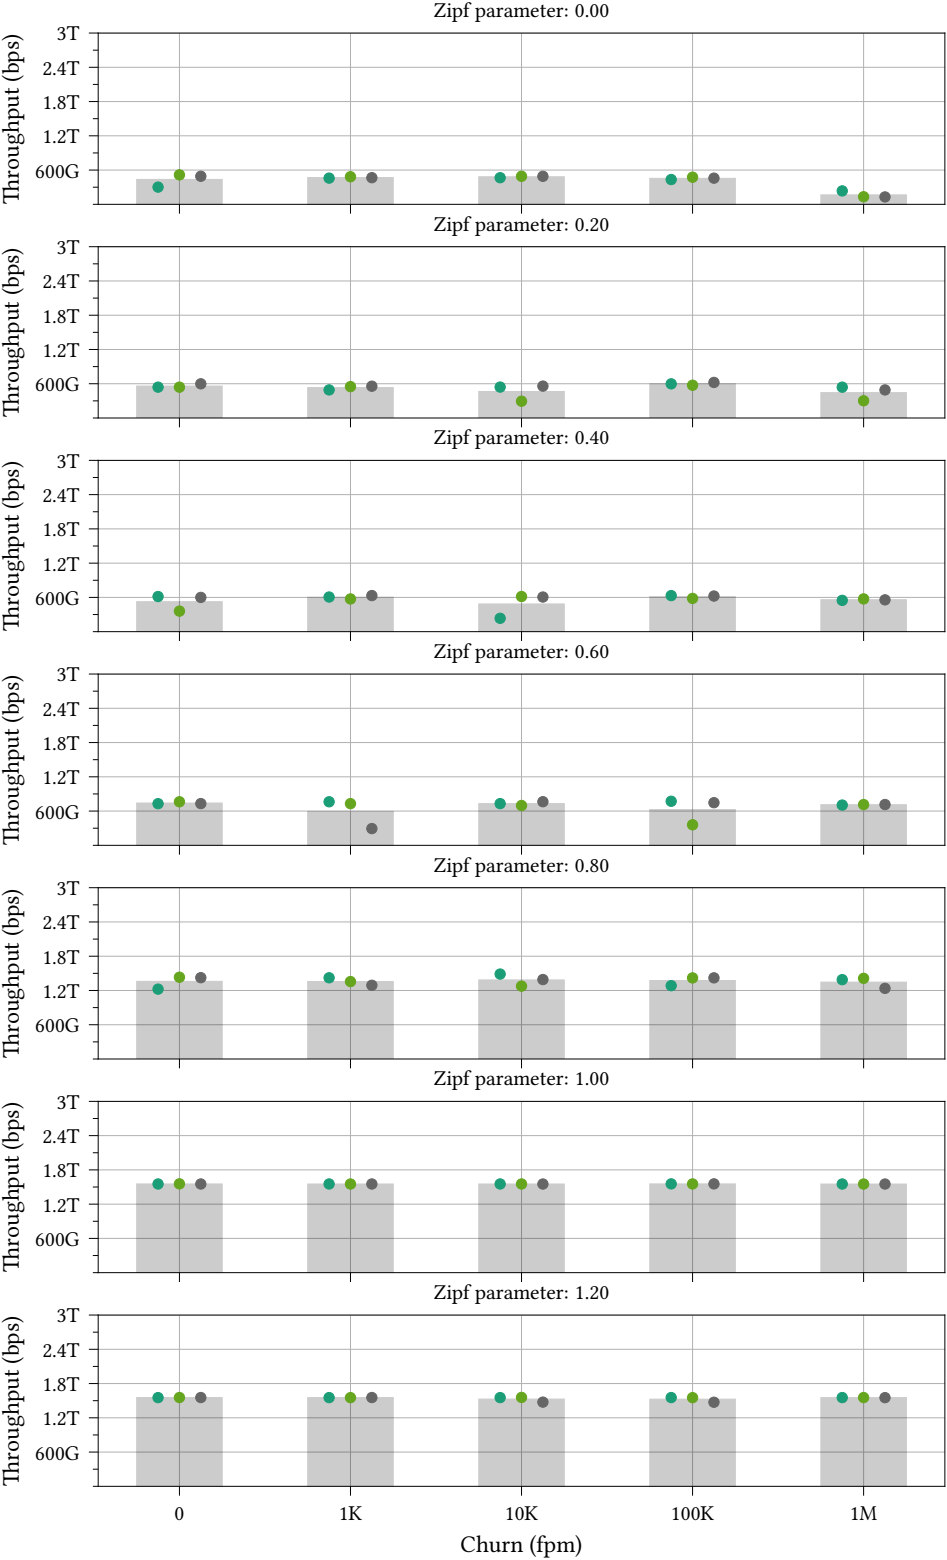 Zipf parameter: 0.00
Throughput (bps)
3T
2.4T
1.8T
1.2T
600G
Zipf parameter: 0.20
Throughput (bps)
3T
2.4T
1.8T
1.2T
600G
Zipf parameter: 0.40
Throughput (bps)
3T
2.4T
1.8T
1.2T
600G
Zipf parameter: 0.60
Throughput (bps)
3T
2.4T
1.8T
1.2T
600G
Zipf parameter: 0.80
Throughput (bps)
3T
2.4T
1.8T
1.2T
600G
Zipf parameter: 1.00
Throughput (bps)
3T
2.4T
1.8T
1.2T
600G
Zipf parameter: 1.20
Throughput (bps)
3T
2.4T
1.8T
1.2T
600G
0 1K 10K 100K 1M
Churn (fpm)